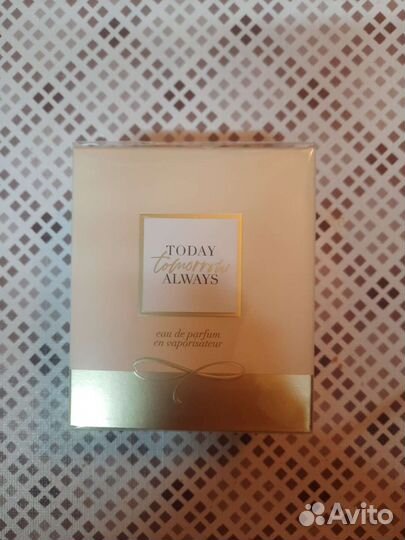 TODAY
tomorrow
ALWAYS
eau de parfum
en vaporisateur
Avito